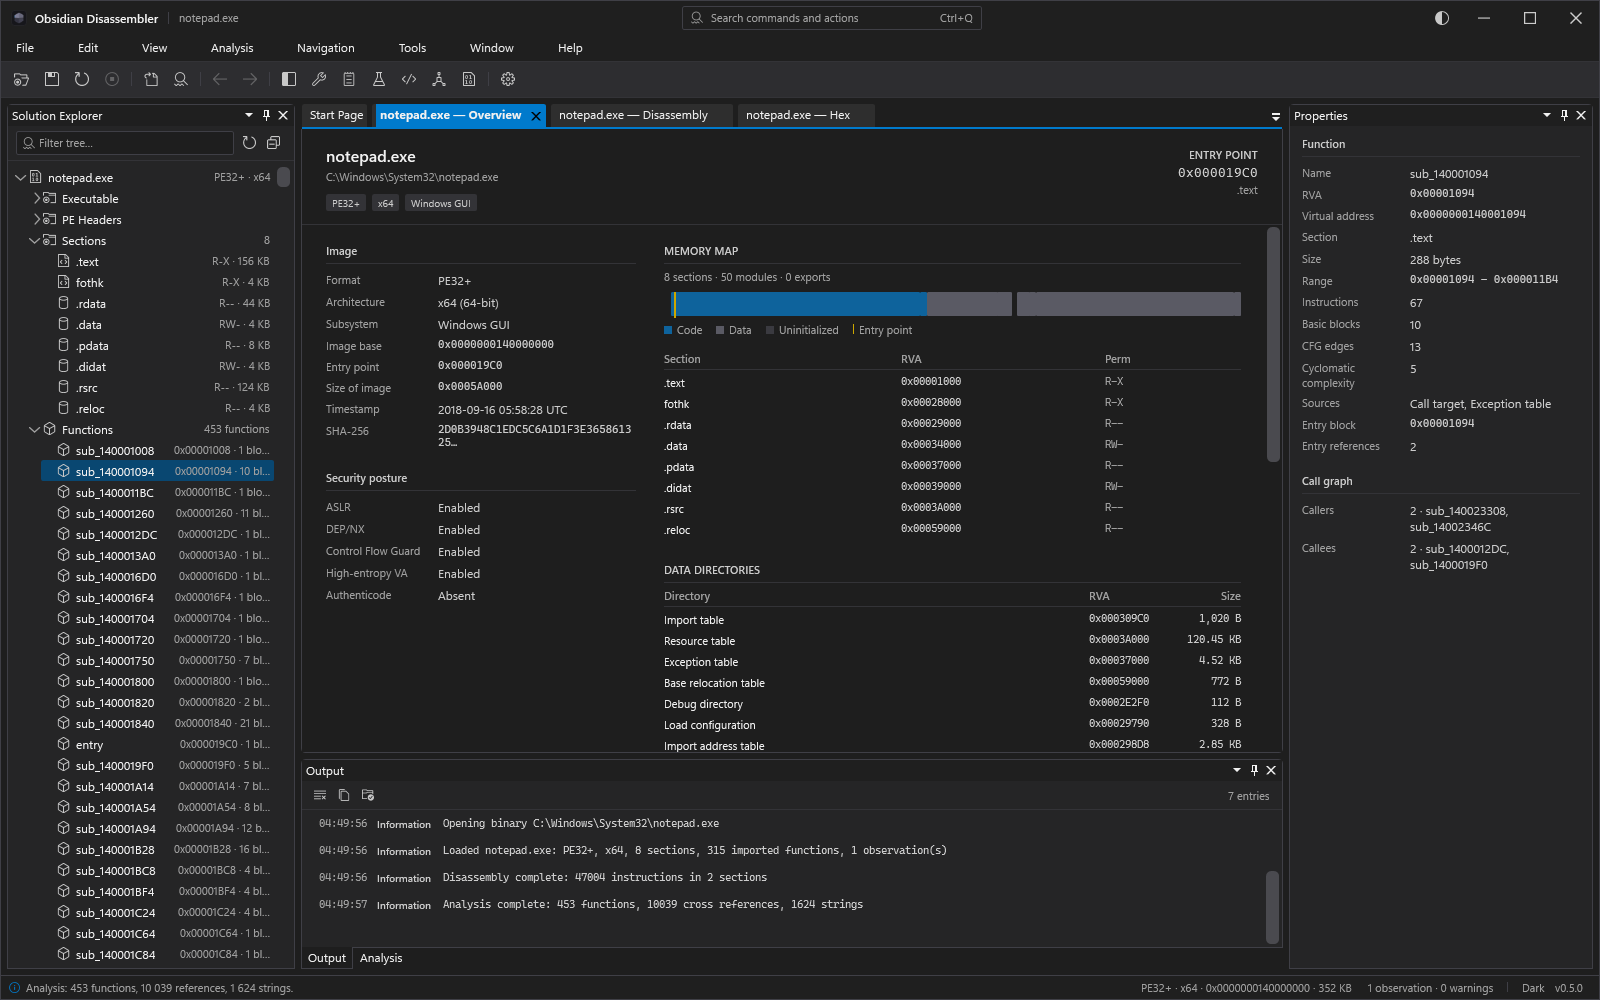 Obsidian Disassembler
notepad.exe
Search commands and actions
Ctrl+Q
File
Edit
View
Analysis
Navigation
Tools
Window
Help
Solution Explorer
Filter tree...
notepad.exe PE32+ · x64
Executable
PE Headers
Sections 8
.text R-X · 156 KB
fothk R-X · 4 KB
.rdata R-- · 44 KB
.data RW- · 4 KB
.pdata R-- · 8 KB
.didat RW- · 4 KB
.rsrc R-- · 124 KB
.reloc R-- · 4 KB
Functions 453 functions
sub_140001008 0x00001008 · 1 blo...
sub_140001094 0x00001094 · 10 bl...
sub_1400011BC 0x000011BC · 1 blo...
sub_140001260 0x00001260 · 11 bl...
sub_1400012DC 0x000012DC · 1 bl...
sub_1400013A0 0x000013A0 · 1 bl...
sub_1400016D0 0x000016D0 · 1 bl...
sub_1400016F4 0x000016F4 · 1 blo...
sub_140001704 0x00001704 · 1 blo...
sub_140001720 0x00001720 · 1 blo...
sub_140001750 0x00001750 · 7 bl...
sub_140001800 0x00001800 · 1 blo...
sub_140001820 0x00001820 · 2 bl...
sub_140001840 0x00001840 · 21 bl...
entry 0x000019C0 · 1 bl...
sub_1400019F0 0x000019F0 · 5 bl...
sub_140001A14 0x00001A14 · 7 bl...
sub_140001A54 0x00001A54 · 8 bl...
sub_140001A94 0x00001A94 · 12 b...
sub_140001B28 0x00001B28 · 16 bl...
sub_140001BC8 0x00001BC8 · 4 bl...
sub_140001BF4 0x00001BF4 · 4 bl...
sub_140001C24 0x00001C24 · 4 bl...
sub_140001C64 0x00001C64 · 1 bl...
sub_140001C84 0x00001C84 · 1 bl...
Start Page
notepad.exe — Overview
notepad.exe — Disassembly
notepad.exe — Hex
notepad.exe
C:\Windows\System32\notepad.exe
PE32+
x64
Windows GUI
ENTRY POINT
0x000019C0
.text
Image
Format PE32+
Architecture x64 (64-bit)
Subsystem Windows GUI
Image base 0x0000000140000000
Entry point 0x000019C0
Size of image 0x0005A000
Timestamp 2018-09-16 05:58:28 UTC
SHA-256 2D0B3948C1EDC5C6A1D1F3E3658613
25…
Security posture
ASLR Enabled
DEP/NX Enabled
Control Flow Guard Enabled
High-entropy VA Enabled
Authenticode Absent
MEMORY MAP
8 sections · 50 modules · 0 exports
Code
Data
Uninitialized
Entry point
Section RVA Perm
.text 0x00001000 R-X
fothk 0x00028000 R-X
.rdata 0x00029000 R--
.data 0x00034000 RW-
.pdata 0x00037000 R--
.didat 0x00039000 RW-
.rsrc 0x0003A000 R--
.reloc 0x00059000 R--
DATA DIRECTORIES
Directory RVA Size
Import table 0x000309C0 1,020 B
Resource table 0x0003A000 120.45 KB
Exception table 0x00037000 4.52 KB
Base relocation table 0x00059000 772 B
Debug directory 0x0002E2F0 112 B
Load configuration 0x00029790 328 B
Import address table 0x000298D8 2.85 KB
Output
7 entries
04:49:56 Information Opening binary C:\Windows\System32\notepad.exe
04:49:56 Information Loaded notepad.exe: PE32+, x64, 8 sections, 315 imported functions, 1 observation(s)
04:49:56 Information Disassembly complete: 47004 instructions in 2 sections
04:49:57 Information Analysis complete: 453 functions, 10039 cross references, 1624 strings
Output
Analysis
Properties
Function
Name sub_140001094
RVA 0x00001094
Virtual address 0x0000000140001094
Section .text
Size 288 bytes
Range 0x00001094 – 0x000011B4
Instructions 67
Basic blocks 10
CFG edges 13
Cyclomatic 5
complexity
Sources Call target, Exception table
Entry block 0x00001094
Entry references 2
Call graph
Callers 2 · sub_140023308,
sub_14002346C
Callees 2 · sub_1400012DC,
sub_1400019F0
Analysis: 453 functions, 10 039 references, 1 624 strings.
PE32+ · x64 · 0x0000000140000000 · 352 KB
1 observation · 0 warnings
Dark
v0.5.0